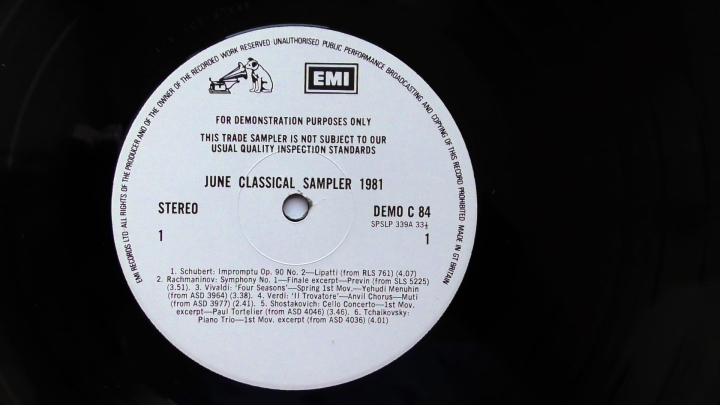 EMI RECORDS LTD ALL RIGHTS OF THE PRODUCER AND OF THE OWNER OF THE RECORDED WORK RESERVED UNAUTHORISED PUBLIC PERFORMANCE BROADCASTING AND COPYING OF THIS RECORD PROHIBITED MADE IN GT BRITAIN
EMI
FOR DEMONSTRATION PURPOSES ONLY
THIS TRADE SAMPLER IS NOT SUBJECT TO OUR
USUAL QUALITY INSPECTION STANDARDS
JUNE CLASSICAL SAMPLER 1981
STEREO DEMO C 84
SPSLP 339A 33⅓
1 1
1. Schubert: Impromptu Op. 90 No. 2—Lipatti (from RLS 761) (4.07)
2. Rachmaninov: Symphony No. 1—Finale excerpt—Previn (from SLS 5225)
(3.51). 3. Vivaldi: 'Four Seasons'—Spring 1st Mov.—Yehudi Menuhin
(from ASD 3964) (3.38). 4. Verdi: 'Il Trovatore'—Anvil Chorus—Muti
(from ASD 3977) (2.41). 5. Shostakovich: Cello Concerto—1st Mov.
excerpt—Paul Tortelier (from ASD 4046) (3.46). 6. Tchaikovsky:
Piano Trio—1st Mov. excerpt (from ASD 4036) (4.01)